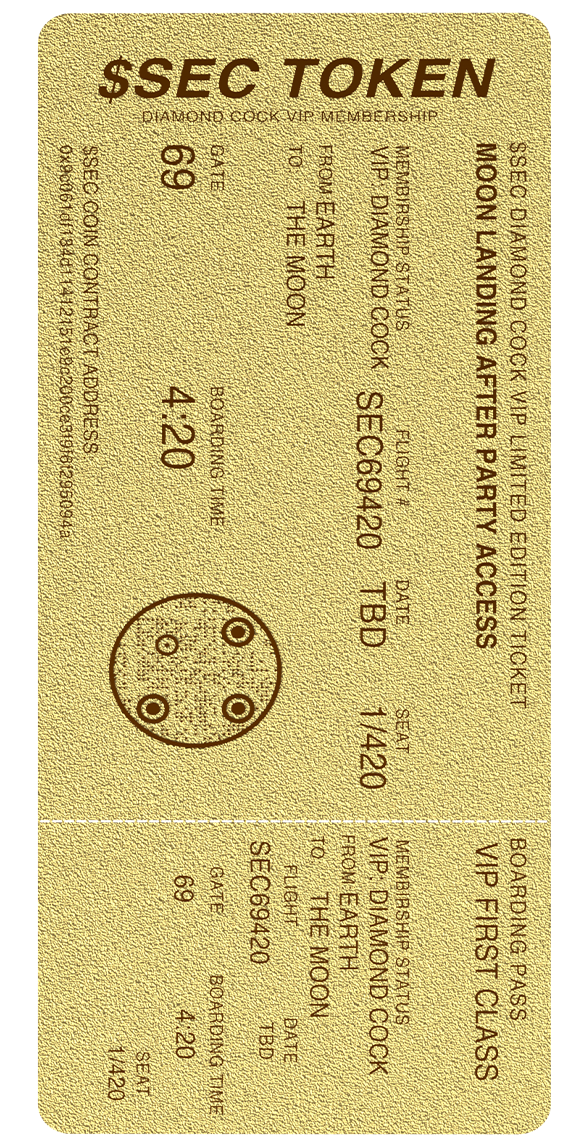 $SEC TOKEN
DIAMOND COCK VIP MEMBERSHIP
$SEC DIAMOND COCK VIP LIMITED EDITION TICKET
MOON LANDING AFTER PARTY ACCESS
MEMBERSHIP STATUS
VIP: DIAMOND COCK
FLIGHT #
SEC69420
DATE
TBD
SEAT
1/420
FROM EARTH
TO THE MOON
GATE
69
BOARDING TIME
4:20
$SEC COIN CONTRACT ADDRESS
BOARDING PASS
VIP FIRST CLASS
MEMBERSHIP STATUS
VIP: DIAMOND COCK
FROM EARTH
TO THE MOON
FLIGHT
SEC69420
DATE
TBD
GATE
69
BOARDING TIME
4:20
SEAT
1/420